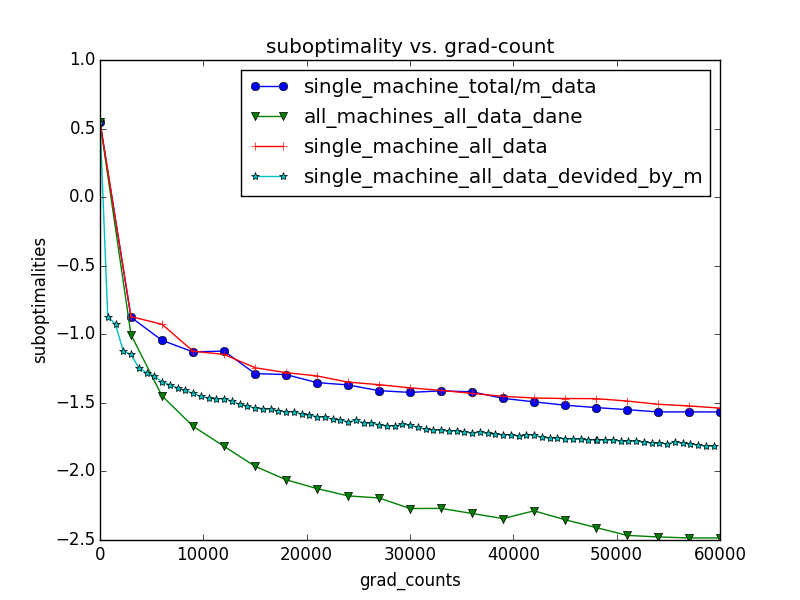 suboptimality vs. grad-count
single_machine_total/m_data
all_machines_all_data_dane
single_machine_all_data
single_machine_all_data_devided_by_m
suboptimalities
1.0
0.5
0.0
−0.5
−1.0
−1.5
−2.0
−2.5
0 10000 20000 30000 40000 50000 60000
grad_counts